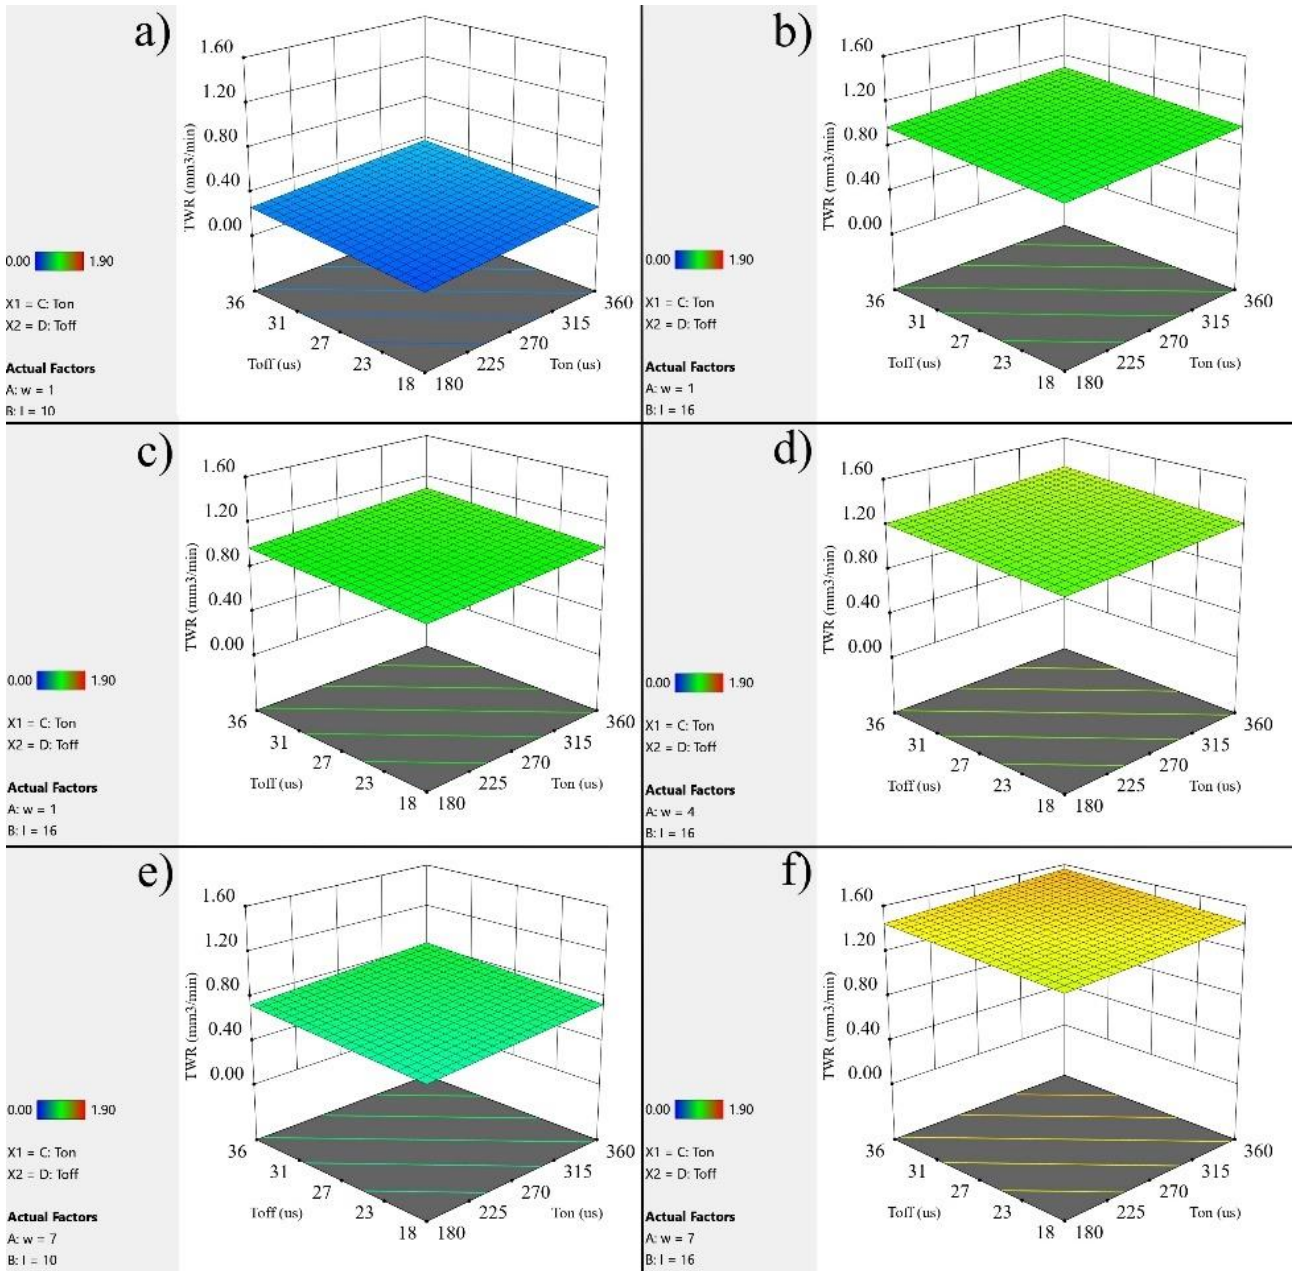 a)
1.60
1.20
0.80
0.40
0.00
TWR (mm3/min)
0.00 1.90
X1 = C: Ton
X2 = D: Toff
Actual Factors
A: w = 1
B: I = 10
36
31
27
23
18
Toff (us)
180
225
270
315
360
Ton (us)
b)
1.60
1.20
0.80
0.40
0.00
TWR (mm3/min)
0.00 1.90
X1 = C: Ton
X2 = D: Toff
Actual Factors
A: w = 1
B: I = 16
36
31
27
23
18
Toff (us)
180
225
270
315
360
Ton (us)
c)
1.60
1.20
0.80
0.40
0.00
TWR (mm3/min)
0.00 1.90
X1 = C: Ton
X2 = D: Toff
Actual Factors
A: w = 1
B: I = 16
36
31
27
23
18
Toff (us)
180
225
270
315
360
Ton (us)
d)
1.60
1.20
0.80
0.40
0.00
TWR (mm3/min)
0.00 1.90
X1 = C: Ton
X2 = D: Toff
Actual Factors
A: w = 4
B: I = 16
36
31
27
23
18
Toff (us)
180
225
270
315
360
Ton (us)
e)
1.60
1.20
0.80
0.40
0.00
TWR (mm3/min)
0.00 1.90
X1 = C: Ton
X2 = D: Toff
Actual Factors
A: w = 7
B: I = 10
36
31
27
23
18
Toff (us)
180
225
270
315
360
Ton (us)
f)
1.60
1.20
0.80
0.40
0.00
TWR (mm3/min)
0.00 1.90
X1 = C: Ton
X2 = D: Toff
Actual Factors
A: w = 7
B: I = 16
36
31
27
23
18
Toff (us)
180
225
270
315
360
Ton (us)